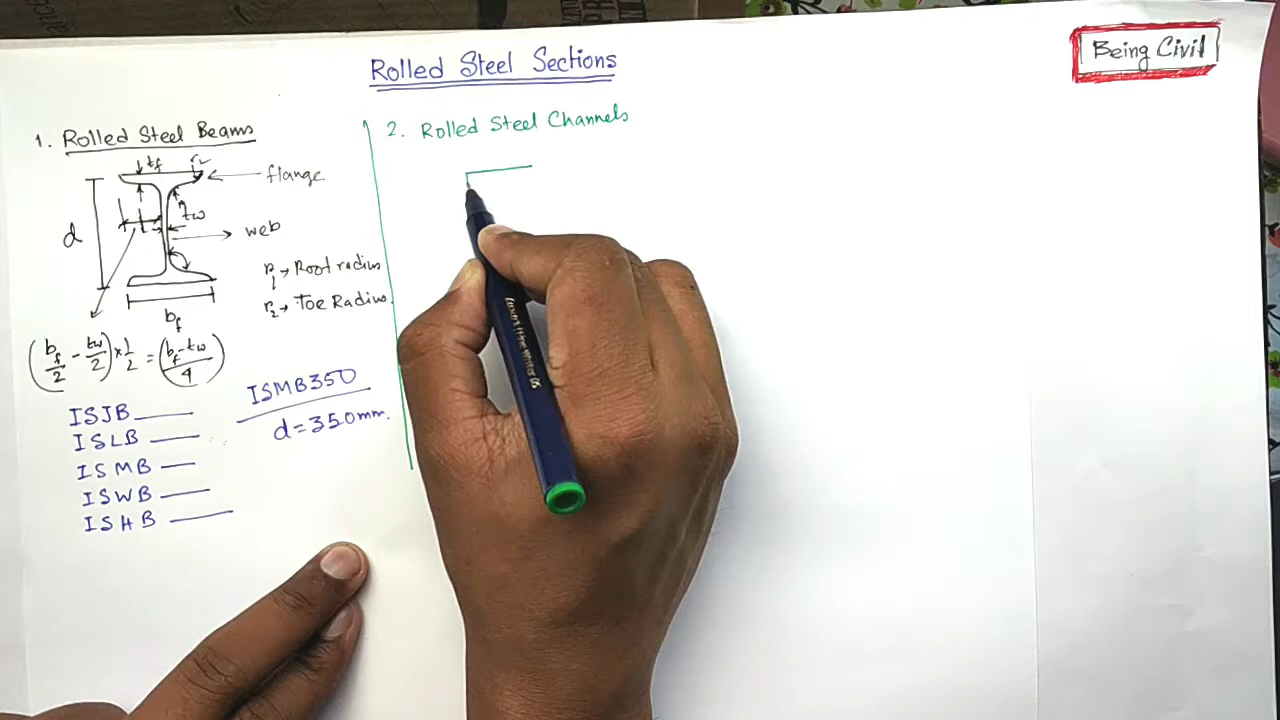 Rolled Steel Sections
Being Civil
1. Rolled Steel Beams
tf r2
flange
tw
d
web
r1 → Root radius
r2 → Toe Radius.
bf
(bf/2 - tw/2) × 1/2 = (bf - tw / 4)
ISJB
ISLB
ISMB
ISWB
ISHB
ISMB350
d=350mm.
2. Rolled Steel Channels